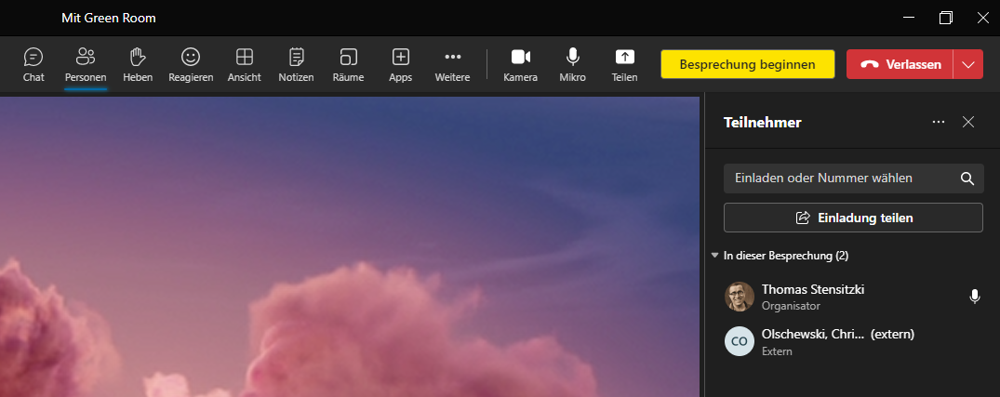 Mit Green Room
Chat Personen Heben Reagieren Ansicht Notizen Räume Apps Weitere Kamera Mikro Teilen Besprechung beginnen Verlassen
Teilnehmer
Einladen oder Nummer wählen
Einladung teilen
In dieser Besprechung (2)
Thomas Stensitzki
Organisator
CO Olschewski, Chri... (extern)
Extern